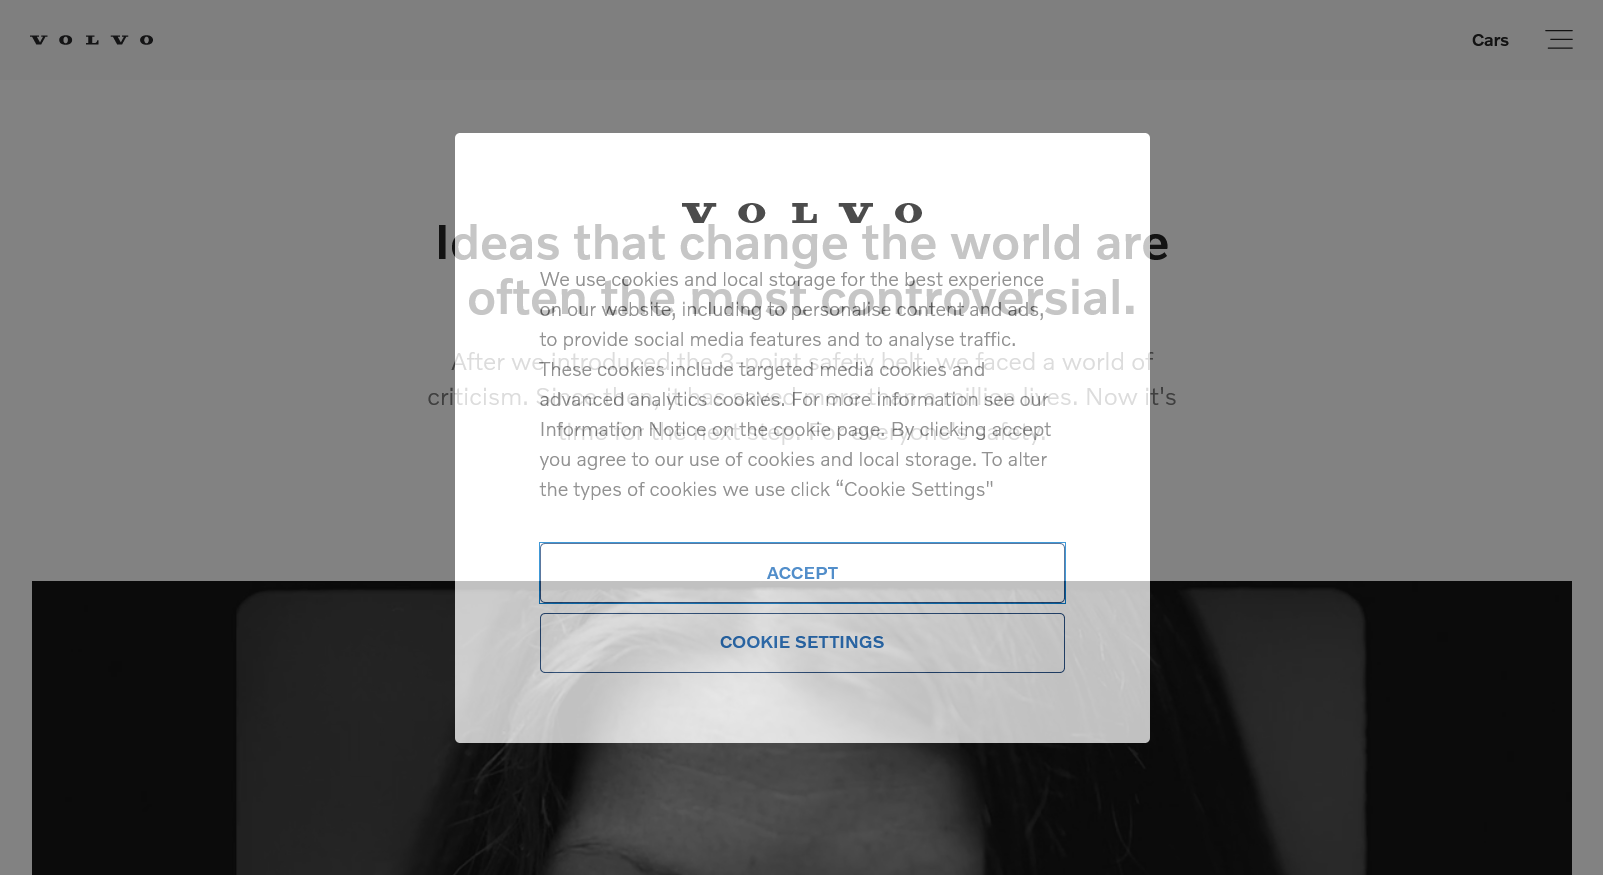 VOLVO
Cars
VOLVO
Ideas that change the world are
often the most controversial.
After we introduced the 3-point safety belt, we faced a world of
criticism. Since then, it has saved more than a million lives. Now it's
time for the next step. For everyone's safety.
We use cookies and local storage for the best experience
on our website, including to personalise content and ads,
to provide social media features and to analyse traffic.
These cookies include targeted media cookies and
advanced analytics cookies. For more information see our
Information Notice on the cookie page. By clicking accept
you agree to our use of cookies and local storage. To alter
the types of cookies we use click “Cookie Settings"
ACCEPT
COOKIE SETTINGS